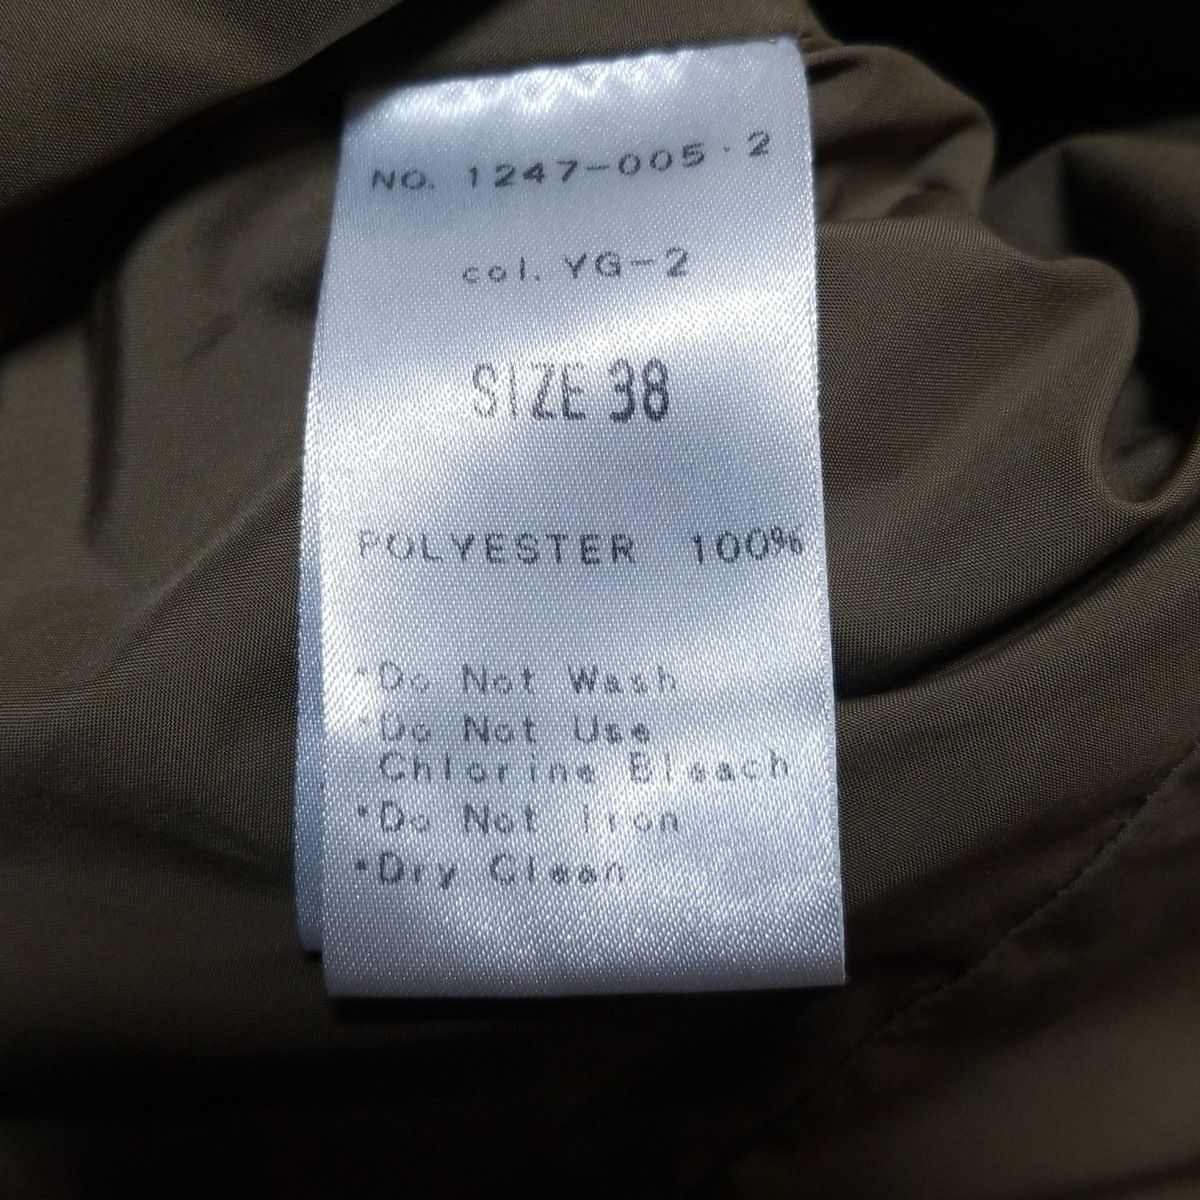 NO. 1247-005・2
col. YG-2
SIZE 38
POLYESTER 100%
・Do Not Wash
・Do Not Use
Chlorine Bleach
・Do Not Iron
・Dry Clean